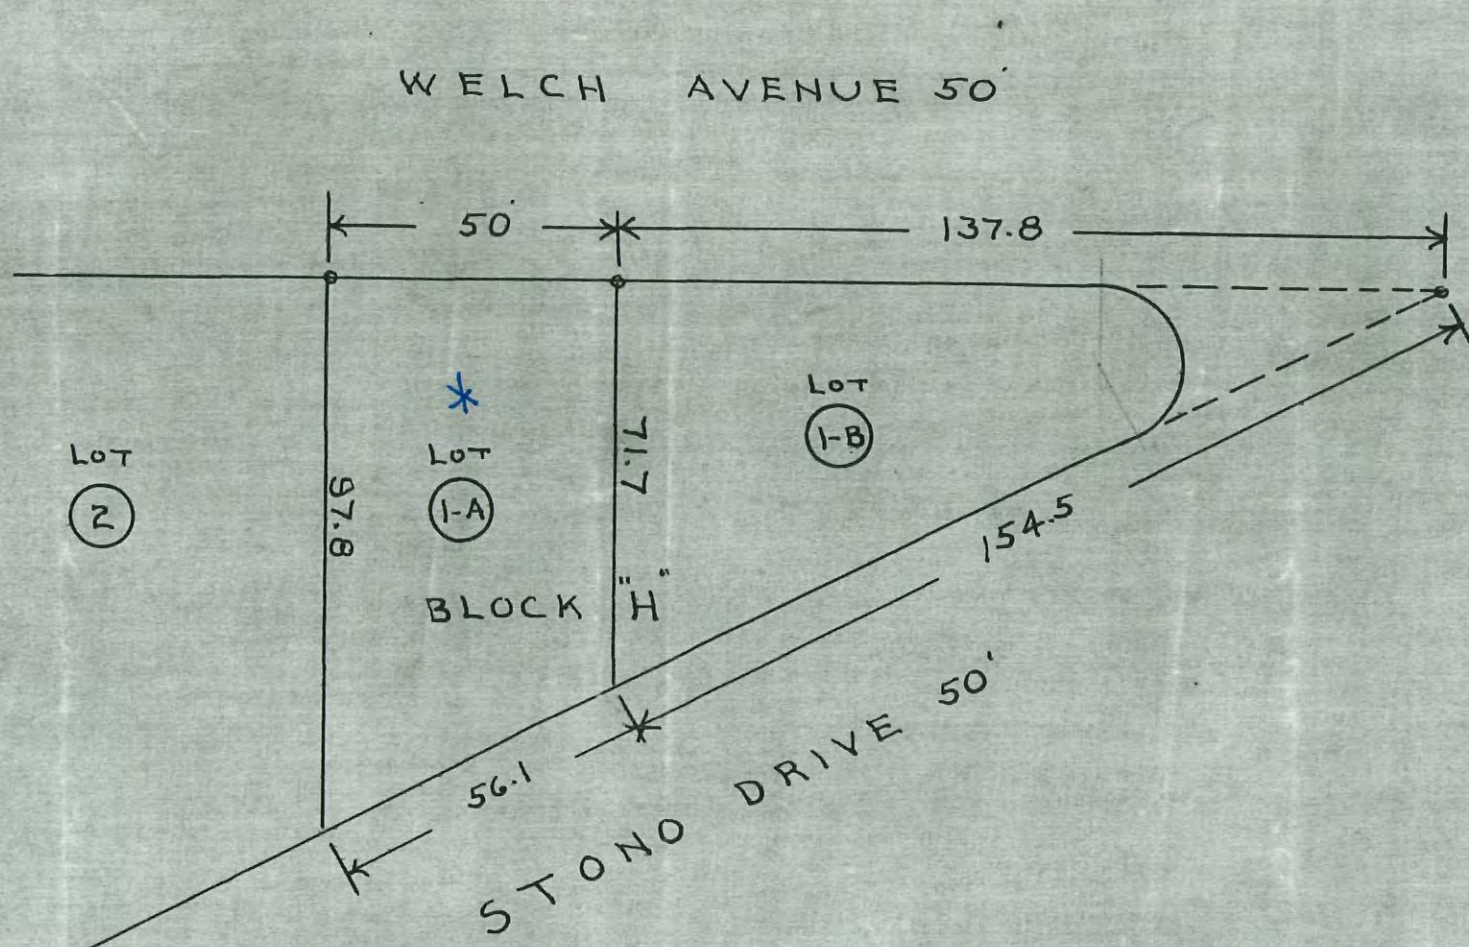 WELCH AVENUE 50'
50'
137.8
LOT
1-B
71.7
LOT
2
97.8
LOT
1-A
BLOCK "H"
154.5
56.1
STONO DRIVE 50'